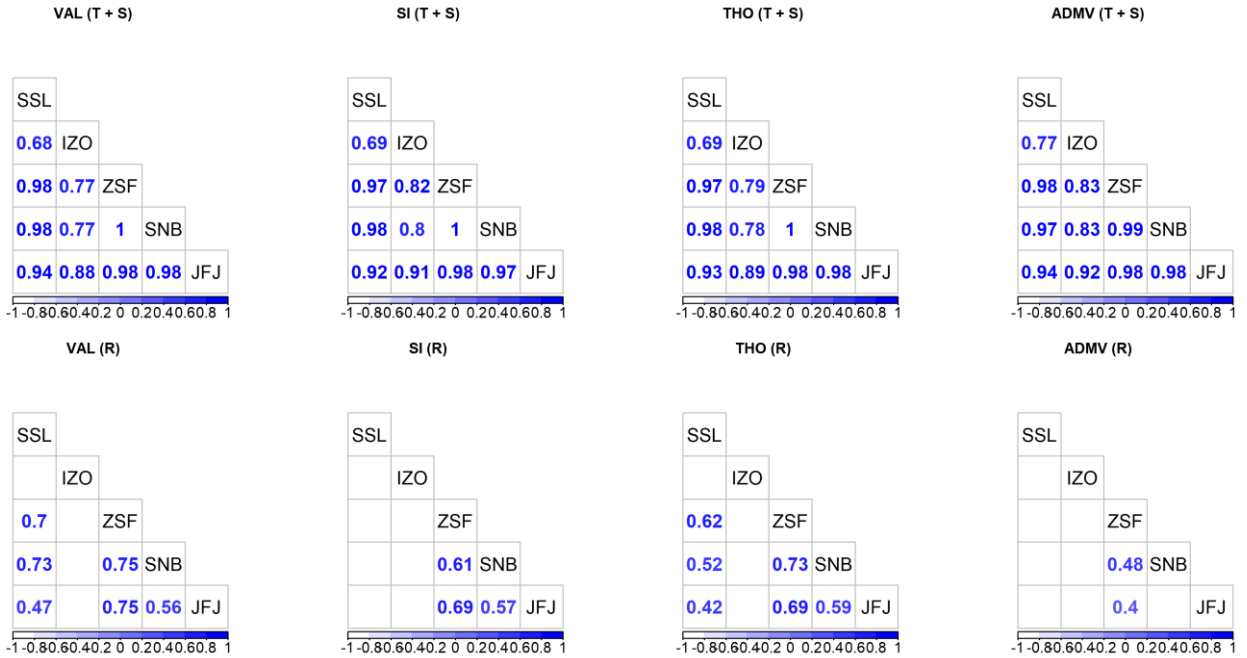 VAL (T + S) SI (T + S) THO (T + S) ADMV (T + S)
SSL SSL SSL SSL
0.68 IZO 0.69 IZO 0.69 IZO 0.77 IZO
0.98 0.77 ZSF 0.97 0.82 ZSF 0.97 0.79 ZSF 0.98 0.83 ZSF
0.98 0.77 1 SNB 0.98 0.8 1 SNB 0.98 0.78 1 SNB 0.97 0.83 0.99 SNB
0.94 0.88 0.98 0.98 JFJ 0.92 0.91 0.98 0.97 JFJ 0.93 0.89 0.98 0.98 JFJ 0.94 0.92 0.98 0.98 JFJ
-1 -0.8 -0.6 -0.4 -0.2 0 0.2 0.4 0.6 0.8 1 -1 -0.8 -0.6 -0.4 -0.2 0 0.2 0.4 0.6 0.8 1 -1 -0.8 -0.6 -0.4 -0.2 0 0.2 0.4 0.6 0.8 1 -1 -0.8 -0.6 -0.4 -0.2 0 0.2 0.4 0.6 0.8 1
VAL (R) SI (R) THO (R) ADMV (R)
SSL SSL SSL SSL
IZO IZO IZO IZO
0.7 ZSF ZSF 0.62 ZSF ZSF
0.73 0.75 SNB 0.61 SNB 0.52 0.73 SNB 0.48 SNB
0.47 0.75 0.56 JFJ 0.69 0.57 JFJ 0.42 0.69 0.59 JFJ 0.4 JFJ
-1 -0.8 -0.6 -0.4 -0.2 0 0.2 0.4 0.6 0.8 1 -1 -0.8 -0.6 -0.4 -0.2 0 0.2 0.4 0.6 0.8 1 -1 -0.8 -0.6 -0.4 -0.2 0 0.2 0.4 0.6 0.8 1 -1 -0.8 -0.6 -0.4 -0.2 0 0.2 0.4 0.6 0.8 1